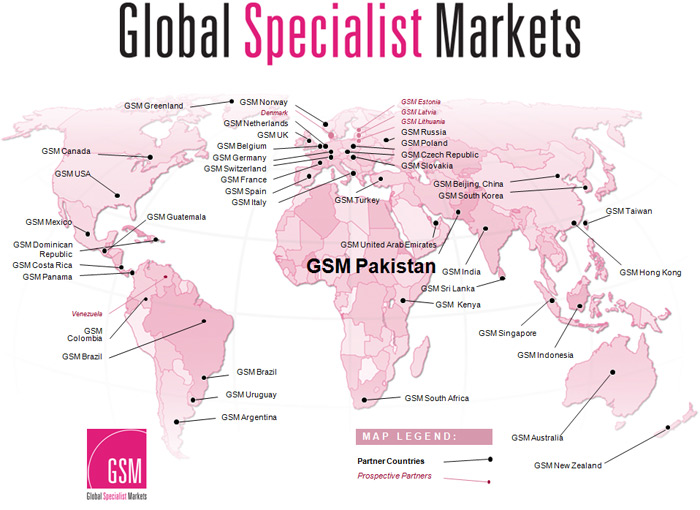 Global Specialist Markets
GSM Greenland
GSM Norway
Denmark
GSM Netherlands
GSM UK
GSM Belgium
GSM Germany
GSM Switzerland
GSM France
GSM Spain
GSM Italy
GSM Estonia
GSM Latvia
GSM Lithuania
GSM Russia
GSM Poland
GSM Czech Republic
GSM Slovakia
GSM Turkey
GSM Canada
GSM USA
GSM Mexico
GSM Guatemala
GSM Dominican
Republic
GSM Costa Rica
GSM Panama
Venezuela
GSM
Colombia
GSM Brazil
GSM Brazil
GSM Uruguay
GSM Argentina
GSM Beijing, China
GSM South Korea
GSM Taiwan
GSM United Arab Emirates
GSM Pakistan
GSM India
GSM Hong Kong
GSM Sri Lanka
GSM Kenya
GSM Singapore
GSM Indonesia
GSM South Africa
GSM Australia
GSM New Zealand
MAP LEGEND:
Partner Countries
Prospective Partners
GSM
Global Specialist Markets